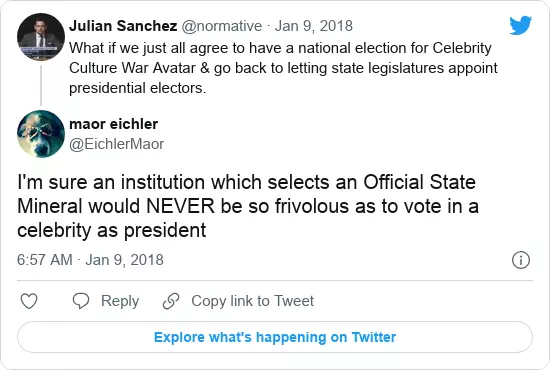 Julian Sanchez @normative · Jan 9, 2018
What if we just all agree to have a national election for Celebrity
Culture War Avatar & go back to letting state legislatures appoint
presidential electors.
maor eichler
@EichlerMaor
I'm sure an institution which selects an Official State
Mineral would NEVER be so frivolous as to vote in a
celebrity as president
6:57 AM · Jan 9, 2018
Reply
Copy link to Tweet
Explore what's happening on Twitter